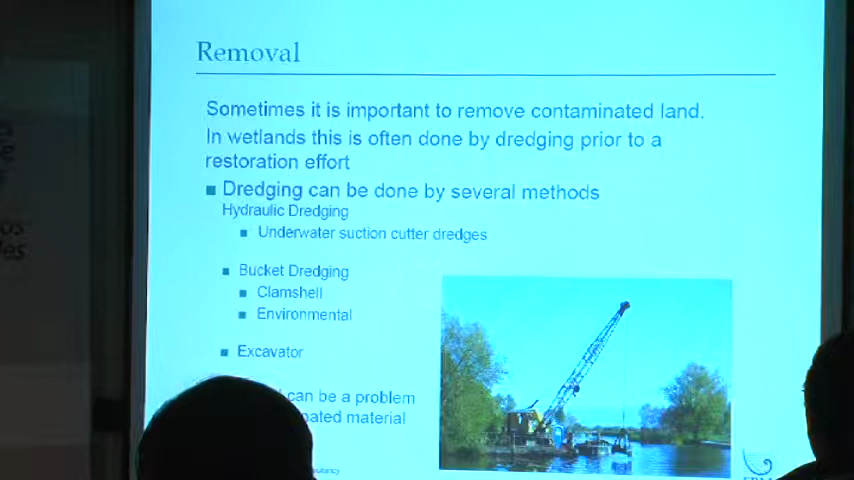 Removal
Sometimes it is important to remove contaminated land.
In wetlands this is often done by dredging prior to a
restoration effort
Dredging can be done by several methods
Hydraulic Dredging
Underwater suction cutter dredges
Bucket Dredging
Clamshell
Environmental
Excavator
can be a problem
material